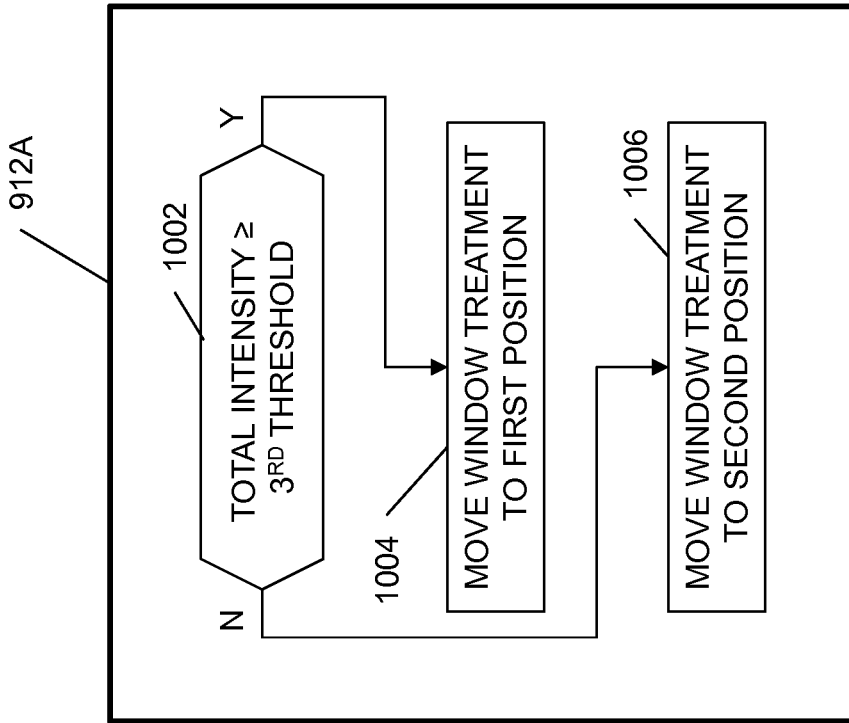 912A
1002
TOTAL INTENSITY ≥
3RD THRESHOLD
Y
N
1004
MOVE WINDOW TREATMENT
TO FIRST POSITION
1006
MOVE WINDOW TREATMENT
TO SECOND POSITION